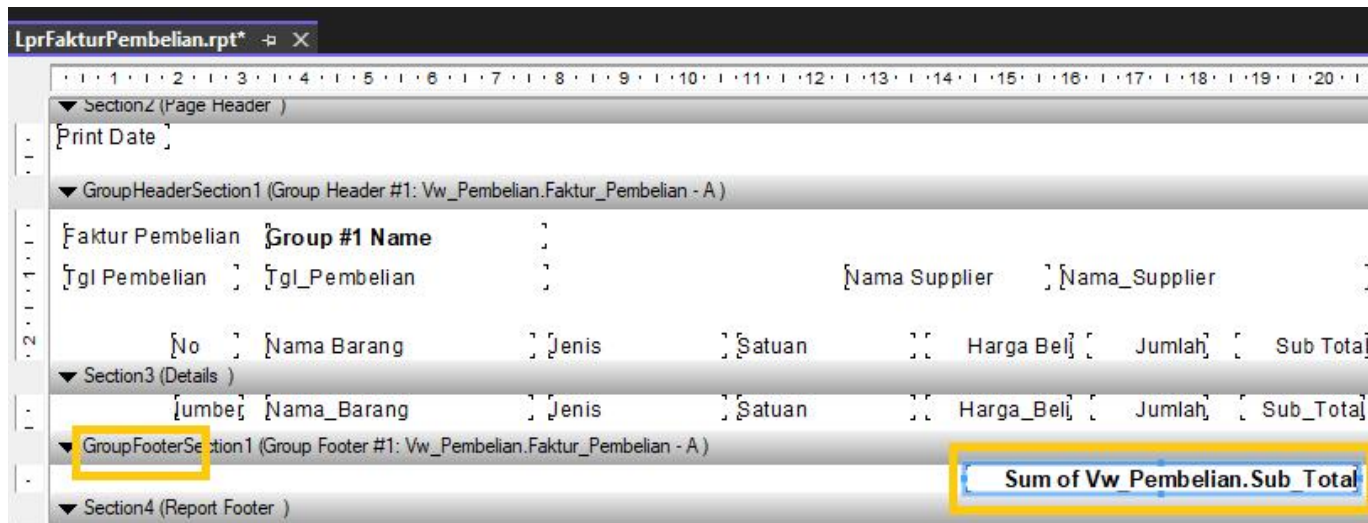 LprFakturPembelian.rpt*
1 2 3 4 5 6 7 8 9 10 11 12 13 14 15 16 17 18 19 20
Section2 (Page Header )
Print Date
GroupHeaderSection1 (Group Header #1: Vw_Pembelian.Faktur_Pembelian - A )
Faktur Pembelian Group #1 Name
1 Tgl Pembelian Tgl_Pembelian Nama Supplier Nama_Supplier
2 No Nama Barang Jenis Satuan Harga Beli Jumlah Sub Total
Section3 (Details )
umber Nama_Barang Jenis Satuan Harga_Beli Jumlah Sub_Total
GroupFooterSection1 (Group Footer #1: Vw_Pembelian.Faktur_Pembelian - A )
Sum of Vw_Pembelian.Sub_Total
Section4 (Report Footer )